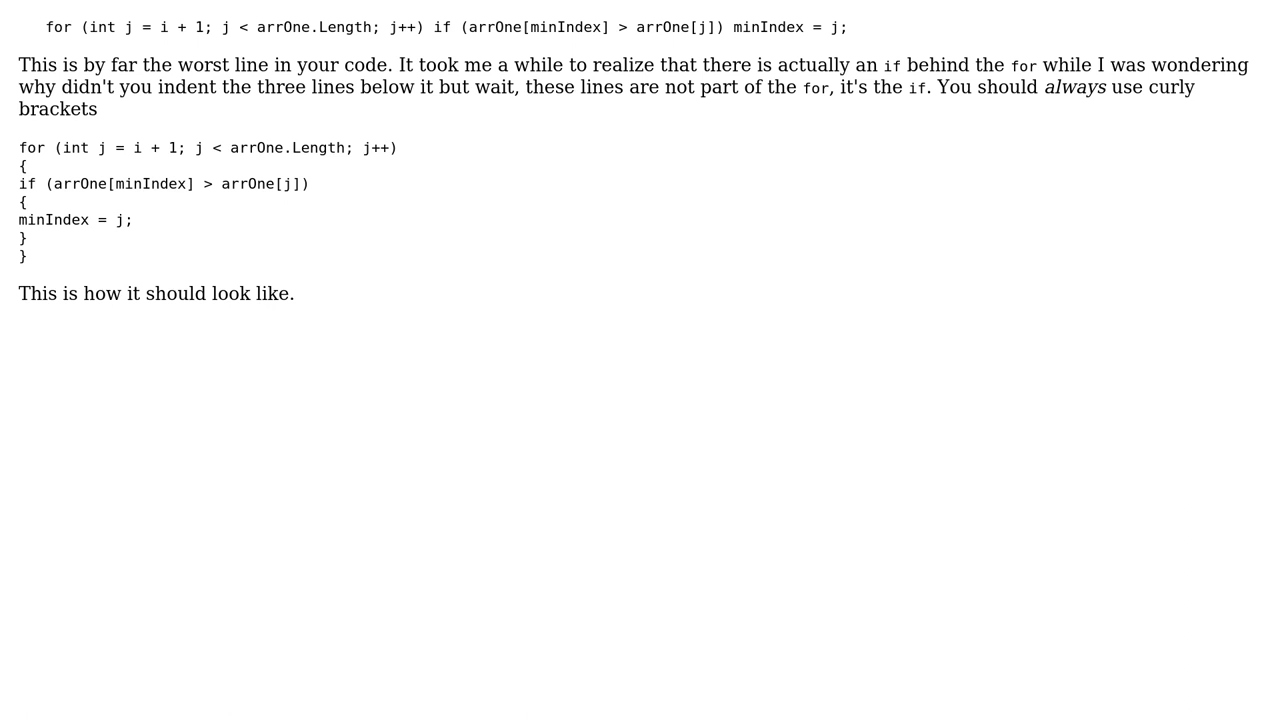 for (int j = i + 1; j < arrOne.Length; j++) if (arrOne[minIndex] > arrOne[j]) minIndex = j;
This is by far the worst line in your code. It took me a while to realize that there is actually an if behind the for while I was wondering
why didn't you indent the three lines below it but wait, these lines are not part of the for, it's the if. You should always use curly
brackets
for (int j = i + 1; j < arrOne.Length; j++)
{
if (arrOne[minIndex] > arrOne[j])
{
minIndex = j;
}
}
This is how it should look like.